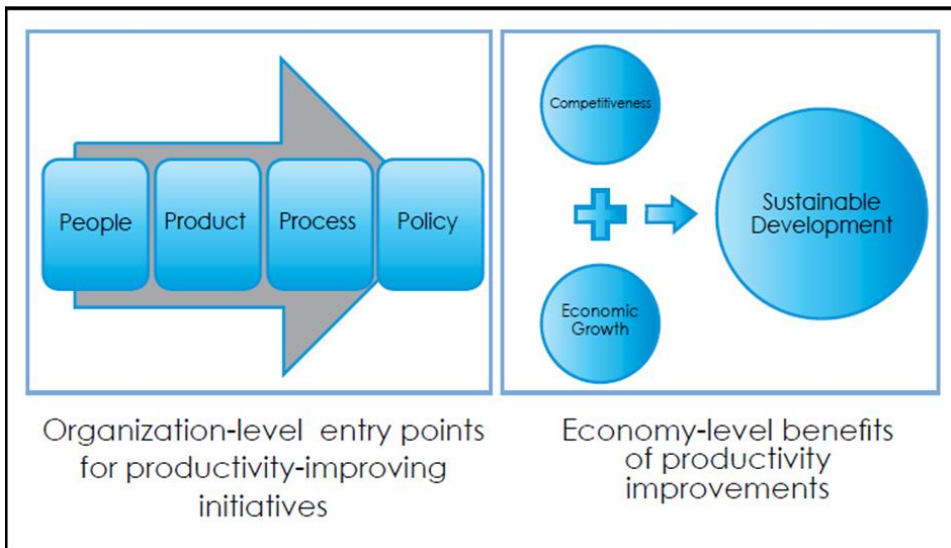 People
Product
Process
Policy
Organization-level entry points
for productivity-improving
initiatives
Competitiveness
Economic
Growth
Sustainable
Development
Economy-level benefits
of productivity
improvements